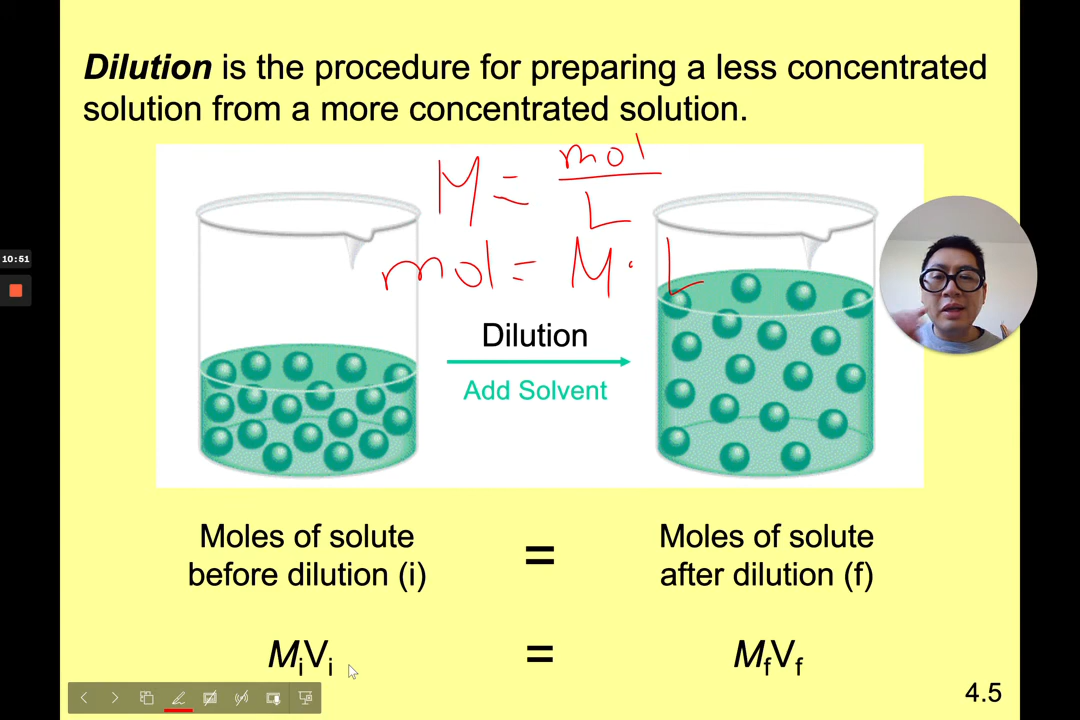 Dilution is the procedure for preparing a less concentrated
solution from a more concentrated solution.
M = mol/L
mol = M · L
10:51
Dilution
Add Solvent
Moles of solute
before dilution (i)
=
Moles of solute
after dilution (f)
MiVi = MfVf
4.5